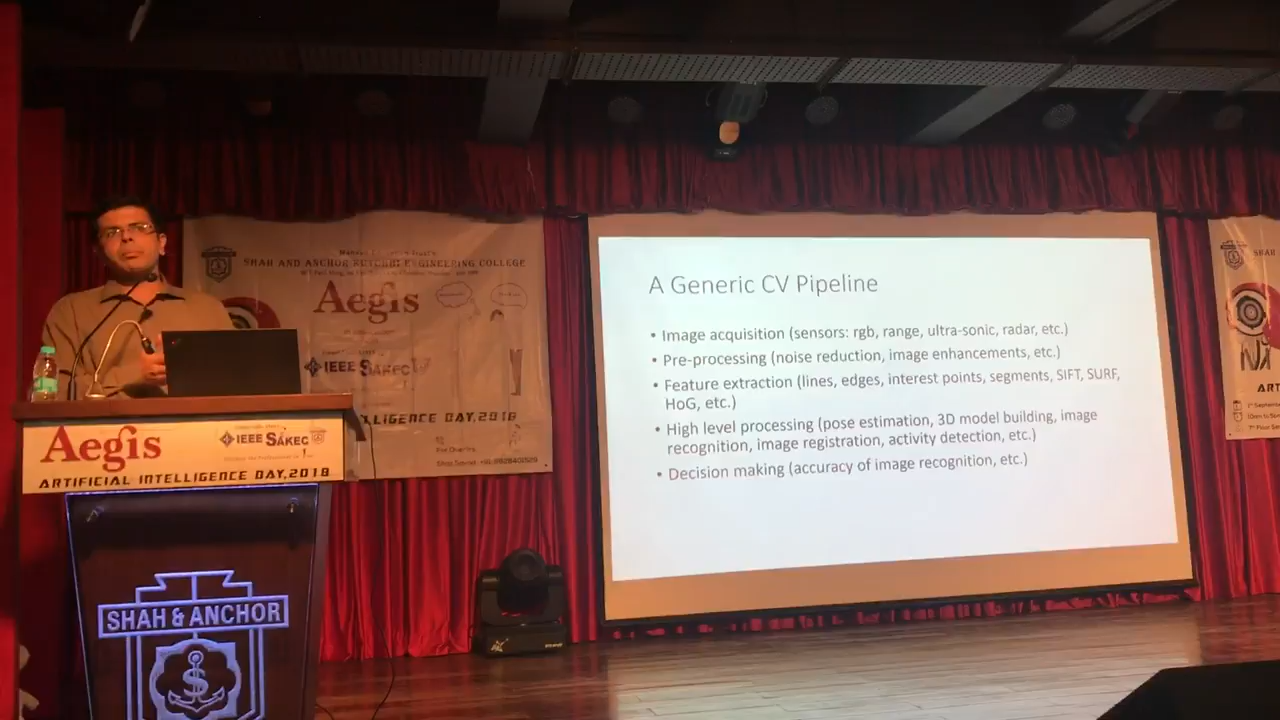 SHAH AND ANCHOR KUTCHHI ENGINEERING COLLEGE
Aegis
IEEE SAKEC
LLIGENCE DAY,2018
A Generic CV Pipeline
• Image acquisition (sensors: rgb, range, ultra-sonic, radar, etc.)
• Pre-processing (noise reduction, image enhancements, etc.)
• Feature extraction (lines, edges, interest points, segments, SIFT, SURF,
HoG, etc.)
• High level processing (pose estimation, 3D model building, image
recognition, image registration, activity detection, etc.)
• Decision making (accuracy of image recognition, etc.)
Aegis
IEEE SAKEC
ARTIFICIAL INTELLIGENCE DAY,2018
SHAH & ANCHOR
SHAH
ART